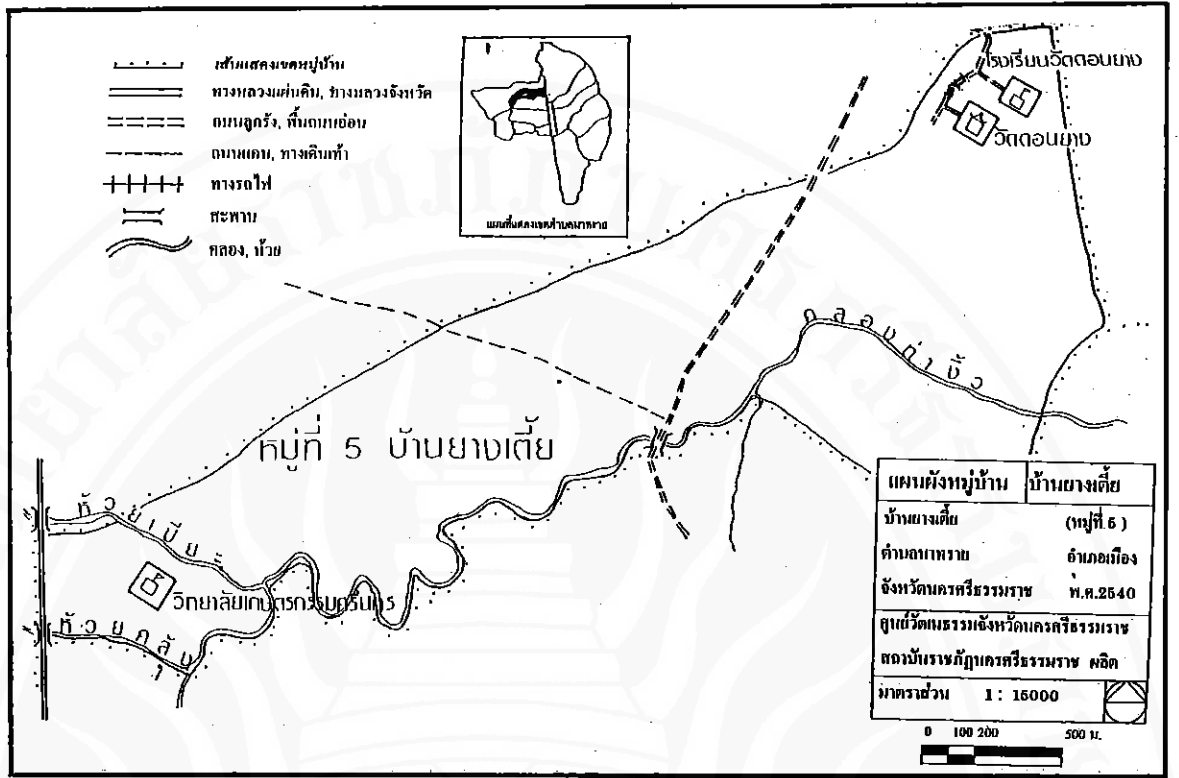 เส้นแสดงเขตหมู่บ้าน
ทางหลวงแผ่นดิน, ทางหลวงจังหวัด
ถนนลูกรัง, พื้นถนนอ่อน
ทางเดินเท้า
ทางรถไฟ
สะพาน
คลอง, ห้วย
โรงเรียนวัดดอนยาง
วัดดอนยาง
คลองท่างิ้ว
หมู่ที่ 5 บ้านยางเตี้ย
ห้วยเปียะ
วิทยาลัยเกษตรกรรมศรีนคร
ห้วยกลัง
แผนผังหมู่บ้าน บ้านยางเตี้ย
บ้านยางเตี้ย (หมู่ที่ 5 )
ตำบลนาทราย อำเภอเมือง
จังหวัดนครศรีธรรมราช พ.ศ.2540
ศูนย์วัฒนธรรมจังหวัดนครศรีธรรมราช
สถาบันราชภัฏนครศรีธรรมราช ผลิต
มาตราส่วน 1 : 15000
0 100 200 500 ม.